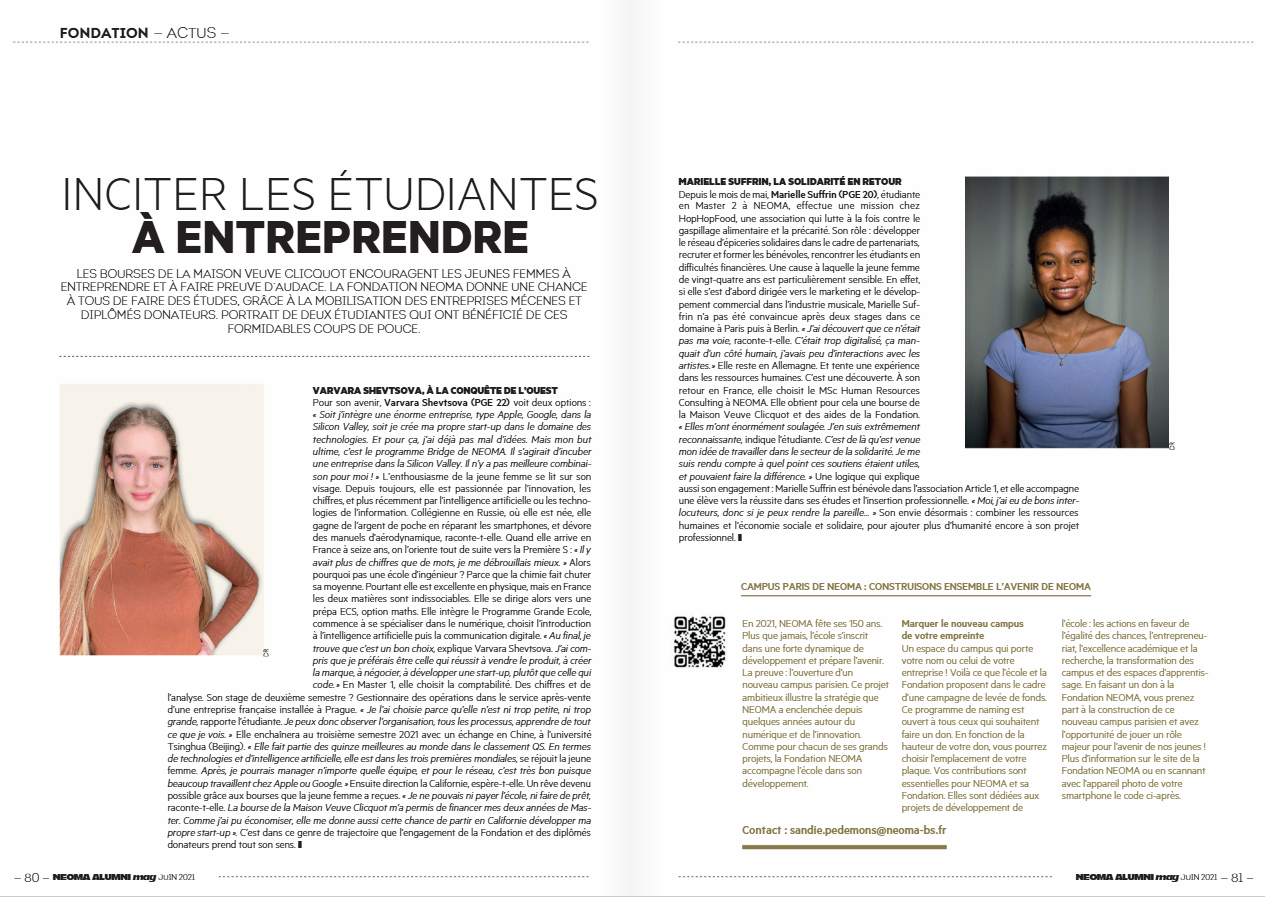 FONDATION – ACTUS –
INCITER LES ÉTUDIANTES
À ENTREPRENDRE
LES BOURSES DE LA MAISON VEUVE CLICQUOT ENCOURAGENT LES JEUNES FEMMES À
ENTREPRENDRE ET À FAIRE PREUVE D'AUDACE. LA FONDATION NEOMA DONNE UNE CHANCE
À TOUS DE FAIRE DES ÉTUDES, GRÂCE À LA MOBILISATION DES ENTREPRISES MÉCENES ET
DIPLÔMÉS DONATEURS. PORTRAIT DE DEUX ÉTUDIANTES QUI ONT BÉNÉFICIÉ DE CES
FORMIDABLES COUPS DE POUCE.
CR
VARVARA SHEVTSOVA, À LA CONQUÊTE DE L'OUEST
Pour son avenir, Varvara Shevtsova (PGE 22) voit deux options :
« Soit j'intègre une énorme entreprise, type Apple, Google, dans la
Silicon Valley, soit je crée ma propre start-up dans le domaine des
technologies. Et pour ça, j'ai déjà pas mal d'idées. Mais mon but
ultime, c'est le programme Bridge de NEOMA. Il s'agirait d'incuber
une entreprise dans la Silicon Valley. Il n'y a pas meilleure combinai-
son pour moi ! » L'enthousiasme de la jeune femme se lit sur son
visage. Depuis toujours, elle est passionnée par l'innovation, les
chiffres, et plus récemment par l'intelligence artificielle ou les techno-
logies de l'information. Collégienne en Russie, où elle est née, elle
gagne de l'argent de poche en réparant les smartphones, et dévore
des manuels d'aérodynamique, raconte-t-elle. Quand elle arrive en
France à seize ans, on l'oriente tout de suite vers la Première S : « Il y
avait plus de chiffres que de mots, je me débrouillais mieux. » Alors
pourquoi pas une école d'ingénieur ? Parce que la chimie fait chuter
sa moyenne. Pourtant elle est excellente en physique, mais en France
les deux matières sont indissociables. Elle se dirige alors vers une
prépa ECS, option maths. Elle intègre le Programme Grande Ecole,
commence à se spécialiser dans le numérique, choisit l'introduction
à l'intelligence artificielle puis la communication digitale. « Au final, je
trouve que c'est un bon choix, explique Varvara Shevtsova. J'ai com-
pris que je préférais être celle qui réussit à vendre le produit, à créer
la marque, à négocier, à développer une start-up, plutôt que celle qui
code. » En Master 1, elle choisit la comptabilité. Des chiffres et de
l'analyse. Son stage de deuxième semestre ? Gestionnaire des opérations dans le service après-vente
d'une entreprise française installée à Prague. « Je l'ai choisie parce qu'elle n'est ni trop petite, ni trop
grande, rapporte l'étudiante. Je peux donc observer l'organisation, tous les processus, apprendre de tout
ce que je vois. » Elle enchaînera au troisième semestre 2021 avec un échange en Chine, à l'université
Tsinghua (Beijing). « Elle fait partie des quinze meilleures au monde dans le classement QS. En termes
de technologies et d'intelligence artificielle, elle est dans les trois premières mondiales, se réjouit la jeune
femme. Après, je pourrais manager n'importe quelle équipe, et pour le réseau, c'est très bon puisque
beaucoup travaillent chez Apple ou Google. » Ensuite direction la Californie, espère-t-elle. Un rêve devenu
possible grâce aux bourses que la jeune femme a reçues. « Je ne pouvais ni payer l'école, ni faire de prêt,
raconte-t-elle. La bourse de la Maison Veuve Clicquot m'a permis de financer mes deux années de Mas-
ter. Comme j'ai pu économiser, elle me donne aussi cette chance de partir en Californie développer ma
propre start-up ». C'est dans ce genre de trajectoire que l'engagement de la Fondation et des diplômés
donateurs prend tout son sens.
– 80 – NEOMA ALUMNI mag JUIN 2021
MARIELLE SUFFRIN, LA SOLIDARITÉ EN RETOUR
Depuis le mois de mai, Marielle Suffrin (PGE 20), étudiante
en Master 2 à NEOMA, effectue une mission chez
HopHopFood, une association qui lutte à la fois contre le
gaspillage alimentaire et la précarité. Son rôle : développer
le réseau d'épiceries solidaires dans le cadre de partenariats,
recruter et former les bénévoles, rencontrer les étudiants en
difficultés financières. Une cause à laquelle la jeune femme
de vingt-quatre ans est particulièrement sensible. En effet,
si elle s'est d'abord dirigée vers le marketing et le dévelop-
pement commercial dans l'industrie musicale, Marielle Suf-
frin n'a pas été convaincue après deux stages dans ce
domaine à Paris puis à Berlin. « J'ai découvert que ce n'était
pas ma voie, raconte-t-elle. C'était trop digitalisé, ça man-
quait d'un côté humain, j'avais peu d'interactions avec les
artistes. » Elle reste en Allemagne. Et tente une expérience
dans les ressources humaines. C'est une découverte. À son
retour en France, elle choisit le MSc Human Resources
Consulting à NEOMA. Elle obtient pour cela une bourse de
la Maison Veuve Clicquot et des aides de la Fondation.
« Elles m'ont énormément soulagée. J'en suis extrêmement
reconnaissante, indique l'étudiante. C'est de là qu'est venue
mon idée de travailler dans le secteur de la solidarité. Je me
suis rendu compte à quel point ces soutiens étaient utiles,
et pouvaient faire la différence. » Une logique qui explique
aussi son engagement : Marielle Suffrin est bénévole dans l'association Article 1, et elle accompagne
une élève vers la réussite dans ses études et l'insertion professionnelle. « Moi, j'ai eu de bons inter-
locuteurs, donc si je peux rendre la pareille... » Son envie désormais : combiner les ressources
humaines et l'économie sociale et solidaire, pour ajouter plus d'humanité encore à son projet
professionnel.
CR
CAMPUS PARIS DE NEOMA : CONSTRUISONS ENSEMBLE L'AVENIR DE NEOMA
En 2021, NEOMA fête ses 150 ans.
Plus que jamais, l'école s'inscrit
dans une forte dynamique de
développement et prépare l'avenir.
La preuve : l'ouverture d'un
nouveau campus parisien. Ce projet
ambitieux illustre la stratégie que
NEOMA a enclenchée depuis
quelques années autour du
numérique et de l'innovation.
Comme pour chacun de ses grands
projets, la Fondation NEOMA
accompagne l'école dans son
développement.
Marquer le nouveau campus
de votre empreinte
Un espace du campus qui porte
votre nom ou celui de votre
entreprise ! Voilà ce que l'école et la
Fondation proposent dans le cadre
d'une campagne de levée de fonds.
Ce programme de naming est
ouvert à tous ceux qui souhaitent
faire un don. En fonction de la
hauteur de votre don, vous pourrez
choisir l'emplacement de votre
plaque. Vos contributions sont
essentielles pour NEOMA et sa
Fondation. Elles sont dédiées aux
projets de développement de
l'école : les actions en faveur de
l'égalité des chances, l'entrepreneu-
riat, l'excellence académique et la
recherche, la transformation des
campus et des espaces d'apprentis-
sage. En faisant un don à la
Fondation NEOMA, vous prenez
part à la construction de ce
nouveau campus parisien et avez
l'opportunité de jouer un rôle
majeur pour l'avenir de nos jeunes !
Plus d'information sur le site de la
Fondation NEOMA ou en scannant
avec l'appareil photo de votre
smartphone le code ci-après.
Contact : sandie.pedemons@neoma-bs.fr
NEOMA ALUMNI mag JUIN 2021 – 81 –